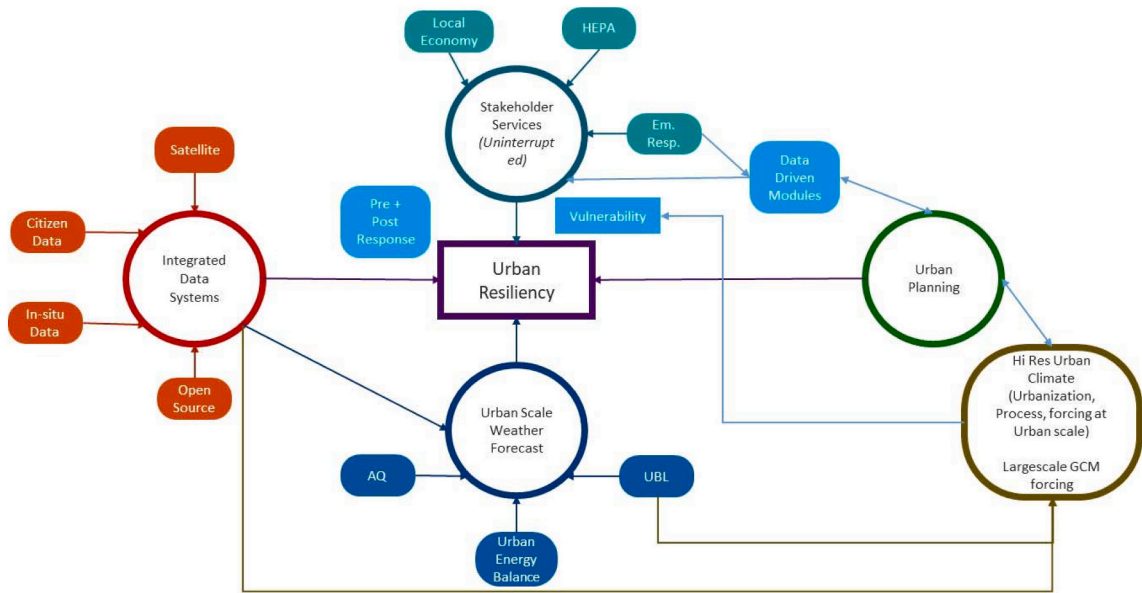 Local
Economy
HEPA
Stakeholder
Services
(Uninterrupt
ed)
Em.
Resp.
Data
Driven
Modules
Satellite
Citizen
Data
In-situ
Data
Open
Source
Integrated
Data
Systems
Pre +
Post
Response
Vulnerability
Urban
Resiliency
Urban
Planning
Urban Scale
Weather
Forecast
AQ
UBL
Urban
Energy
Balance
Hi Res Urban
Climate
(Urbanization,
Process, forcing at
Urban scale)
Largescale GCM
forcing